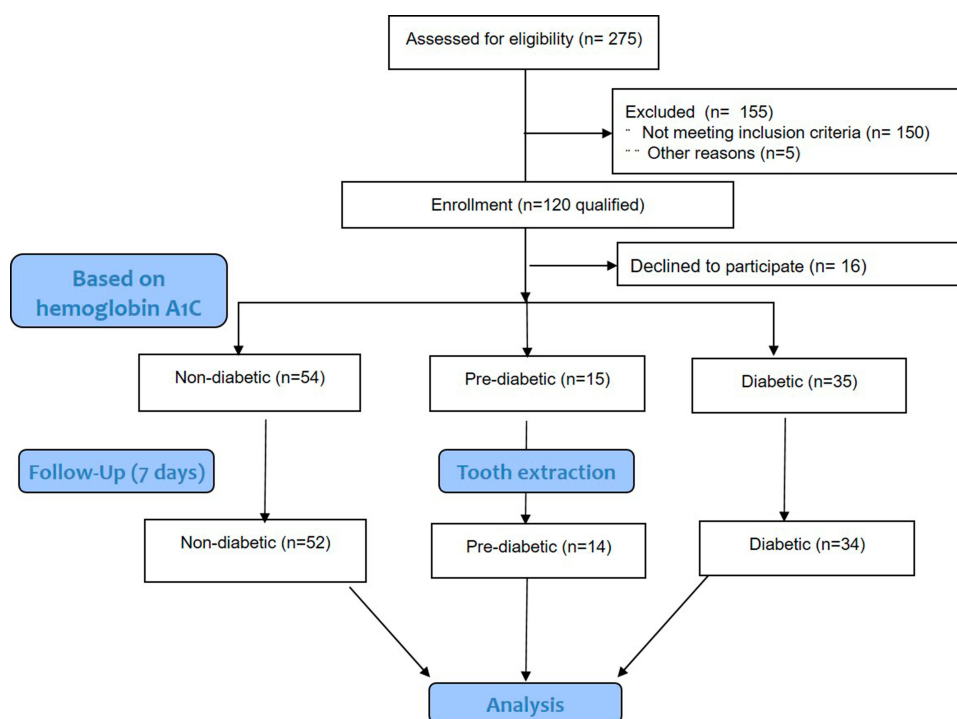 Assessed for eligibility (n= 275)
Excluded (n= 155)
¨ Not meeting inclusion criteria (n= 150)
¨ ¨ Other reasons (n=5)
Enrollment (n=120 qualified)
Declined to participate (n= 16)
Based on
hemoglobin A1C
Non-diabetic (n=54)
Pre-diabetic (n=15)
Diabetic (n=35)
Follow-Up (7 days)
Tooth extraction
Non-diabetic (n=52)
Pre-diabetic (n=14)
Diabetic (n=34)
Analysis